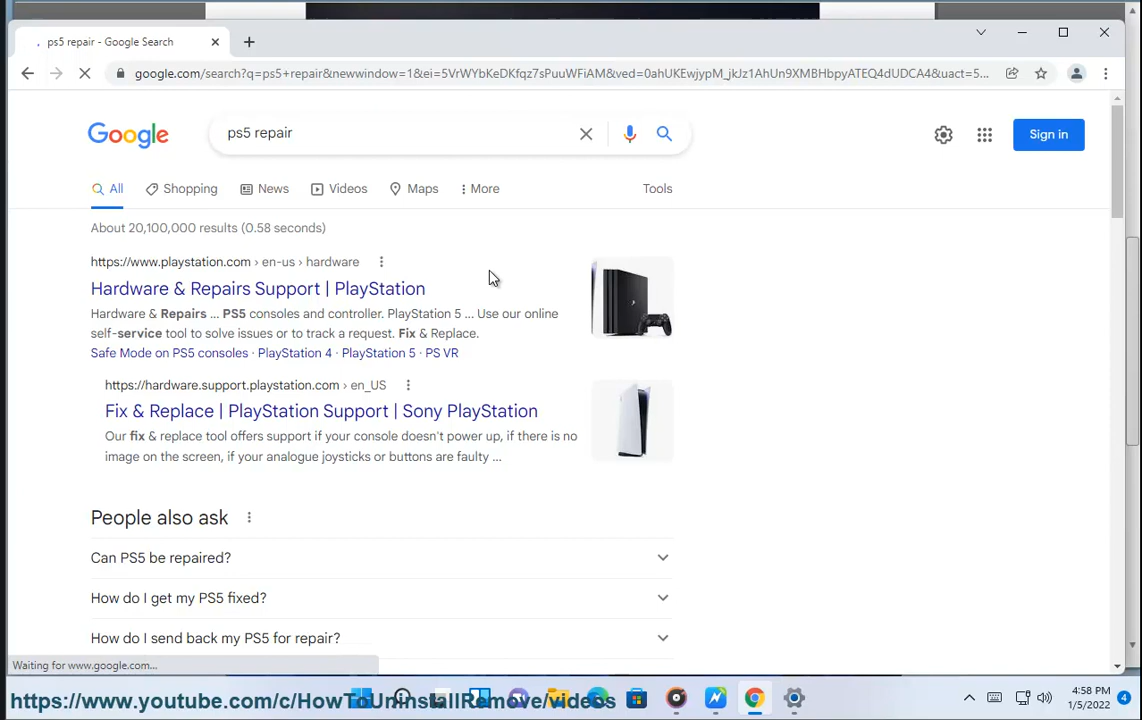 ps5 repair - Google Search
google.com/search?q=ps5+repair&newwindow=1&ei=5VrWYbKeDKfqz7sPuuWFiAM&ved=0ahUKEwjypM_jkJz1AhUn9XMBHbpyATEQ4dUDCA4&uact=5...
Google
ps5 repair
Sign in
All
Shopping
News
Videos
Maps
More
Tools
About 20,100,000 results (0.58 seconds)
https://www.playstation.com › en-us › hardware
Hardware & Repairs Support | PlayStation
Hardware & Repairs ... PS5 consoles and controller. PlayStation 5 ... Use our online
self-service tool to solve issues or to track a request. Fix & Replace.
Safe Mode on PS5 consoles · PlayStation 4 · PlayStation 5 · PS VR
https://hardware.support.playstation.com › en_US
Fix & Replace | PlayStation Support | Sony PlayStation
Our fix & replace tool offers support if your console doesn't power up, if there is no
image on the screen, if your analogue joysticks or buttons are faulty ...
People also ask
Can PS5 be repaired?
How do I get my PS5 fixed?
How do I send back my PS5 for repair?
Waiting for www.google.com...
https://www.youtube.com/c/HowToUninstallRemove/videos
4:58 PM
1/5/2022
4